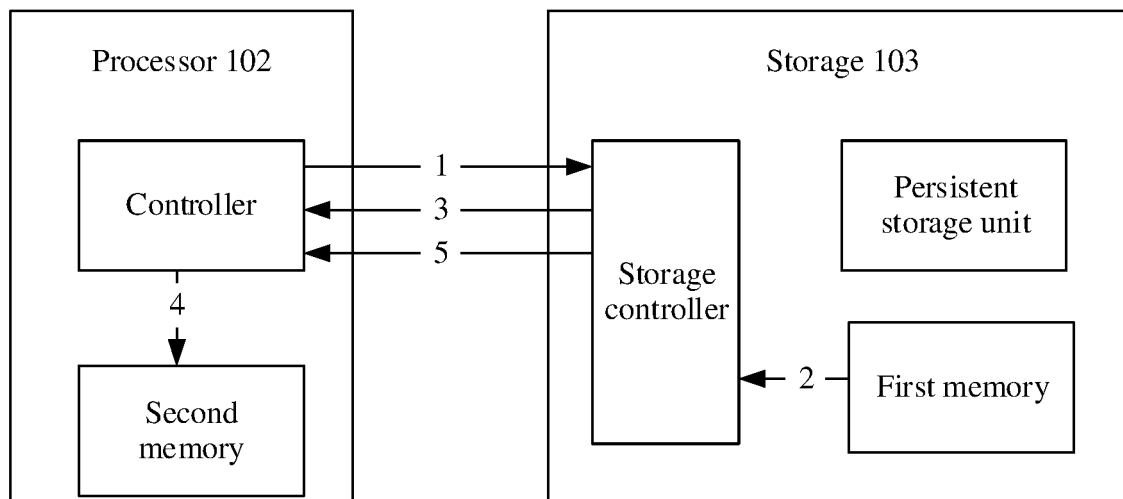 Processor 102
Storage 103
Controller
1
3
5
Persistent
storage unit
Storage
controller
4
2
First memory
Second
memory